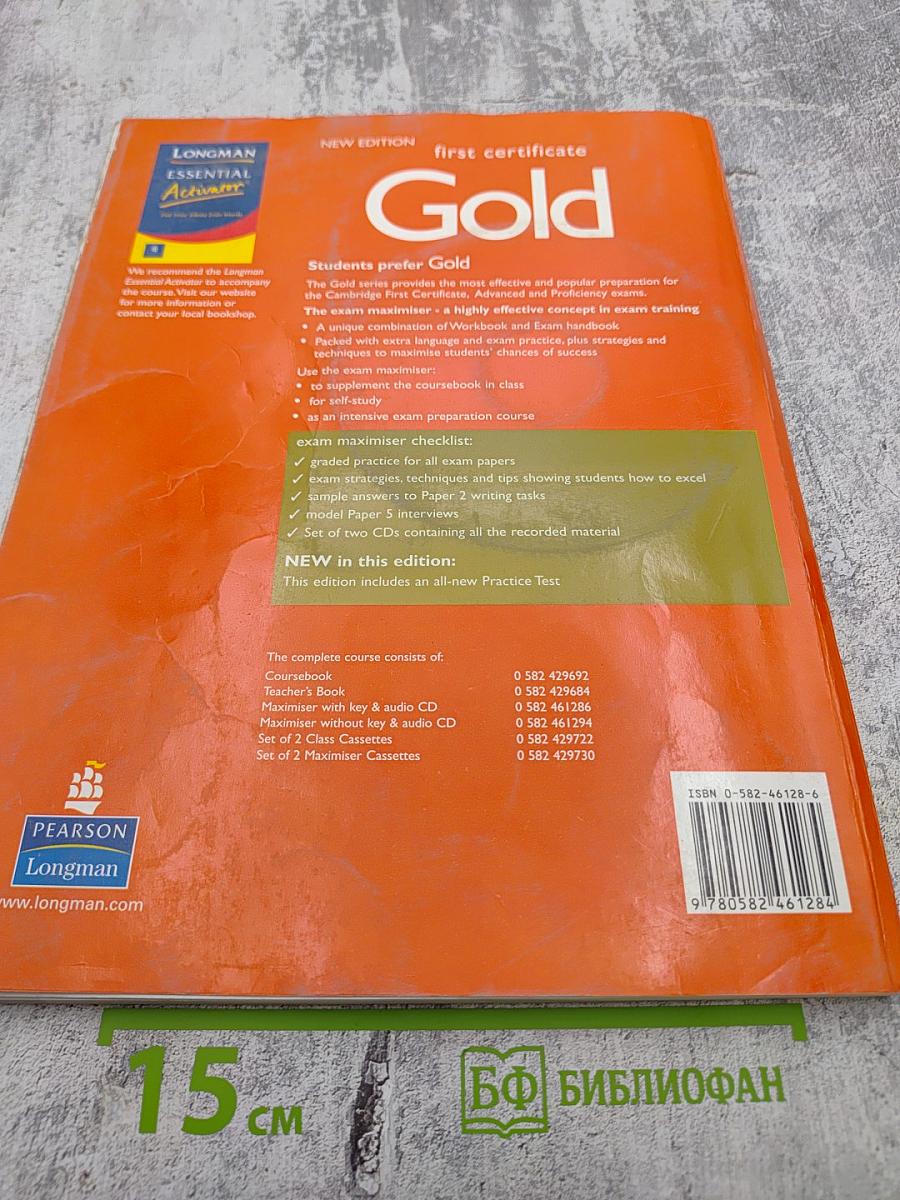 LONGMAN
ESSENTIAL
Activator
We recommend the Longman
Essential Activator to accompany
the course. Visit our website
for more information or
contact your local bookshop.
NEW EDITION
first certificate
Gold
Students prefer Gold
The Gold series provides the most effective and popular preparation for
the Cambridge First Certificate, Advanced and Proficiency exams.
The exam maximiser - a highly effective concept in exam training
• A unique combination of Workbook and Exam handbook
• Packed with extra language and exam practice, plus strategies and
techniques to maximise students' chances of success
Use the exam maximiser:
• to supplement the coursebook in class
• for self-study
• as an intensive exam preparation course
exam maximiser checklist:
✓ graded practice for all exam papers
✓ exam strategies, techniques and tips showing students how to excel
✓ sample answers to Paper 2 writing tasks
✓ model Paper 5 interviews
✓ Set of two CDs containing all the recorded material
NEW in this edition:
This edition includes an all-new Practice Test
The complete course consists of:
Coursebook 0 582 429692
Teacher's Book 0 582 429684
Maximiser with key & audio CD 0 582 461286
Maximiser without key & audio CD 0 582 461294
Set of 2 Class Cassettes 0 582 429722
Set of 2 Maximiser Cassettes 0 582 429730
PEARSON
Longman
www.longman.com
ISBN 0-582-46128-6
9 780582 461284
15 см
БФ БИБЛИОФАН